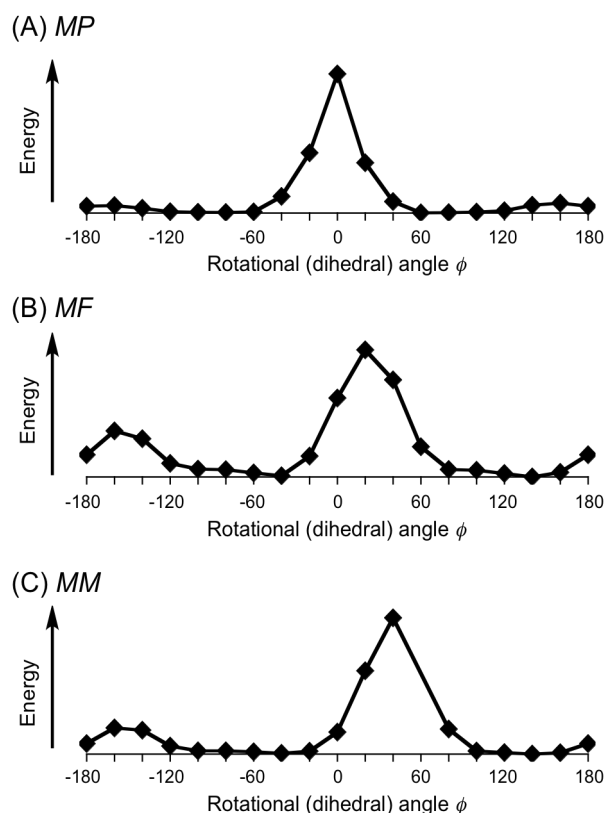 (A) MP
Energy
-180 -120 -60 0 60 120 180
Rotational (dihedral) angle ϕ
(B) MF
Energy
-180 -120 -60 0 60 120 180
Rotational (dihedral) angle ϕ
(C) MM
Energy
-180 -120 -60 0 60 120 180
Rotational (dihedral) angle ϕ